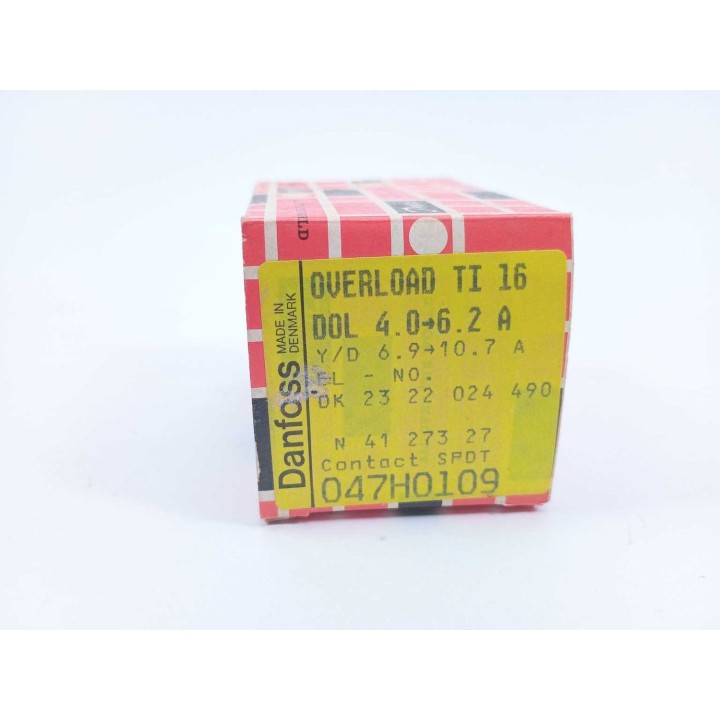 Danfoss
MADE IN
DENMARK
OVERLOAD TI 16
DOL 4.0→6.2 A
Y/D 6.9→10.7 A
EL - NO.
DK 23 22 024 490
N 41 273 27
Contact SPDT
047H0109